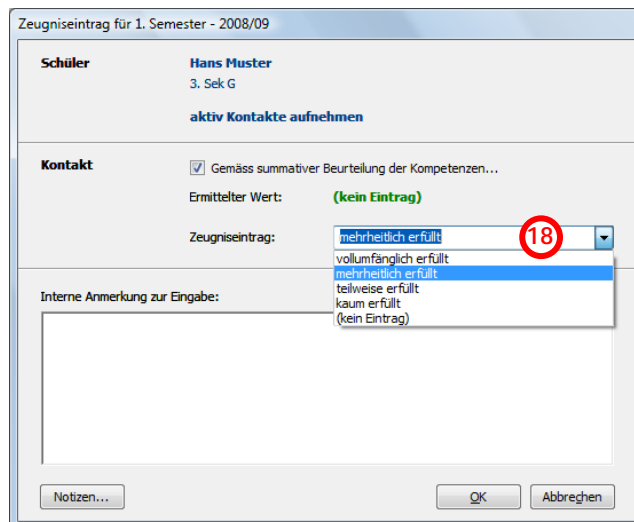 Zeugniseintrag für 1. Semester - 2008/09
Schüler Hans Muster
3. Sek G
aktiv Kontakte aufnehmen
Kontakt Gemäss summativer Beurteilung der Kompetenzen...
Ermittelter Wert: (kein Eintrag)
Zeugniseintrag: mehrheitlich erfüllt 18
vollumfänglich erfüllt
mehrheitlich erfüllt
teilweise erfüllt
kaum erfüllt
(kein Eintrag)
Interne Anmerkung zur Eingabe:
Notizen... OK Abbrechen